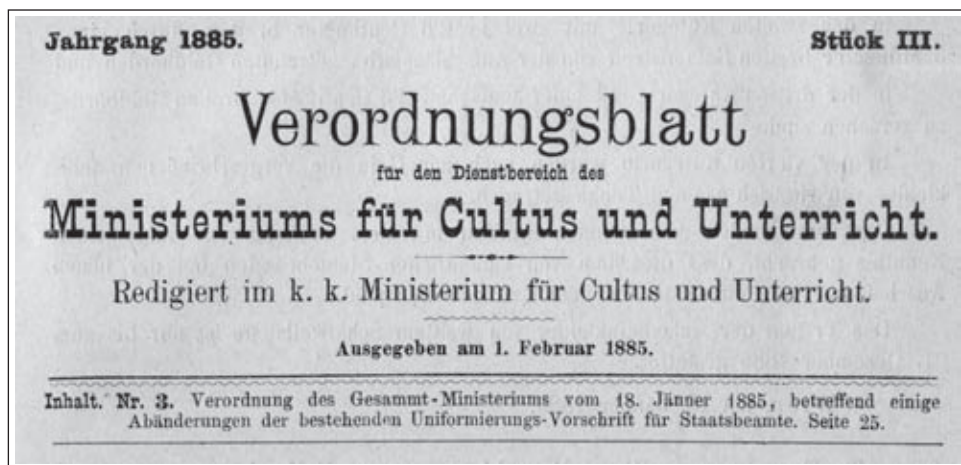 Jahrgang 1885. Stück III.
Verordnungsblatt
für den Dienstbereich des
Ministeriums für Cultus und Unterricht.
Redigiert im k. k. Ministerium für Cultus und Unterricht.
Ausgegeben am 1. Februar 1885.
Inhalt. Nr. 3. Verordnung des Gesammt-Ministeriums vom 18. Jänner 1885, betreffend einige
Abänderungen der bestehenden Uniformierungs-Vorschrift für Staatsbeamte. Seite 25.